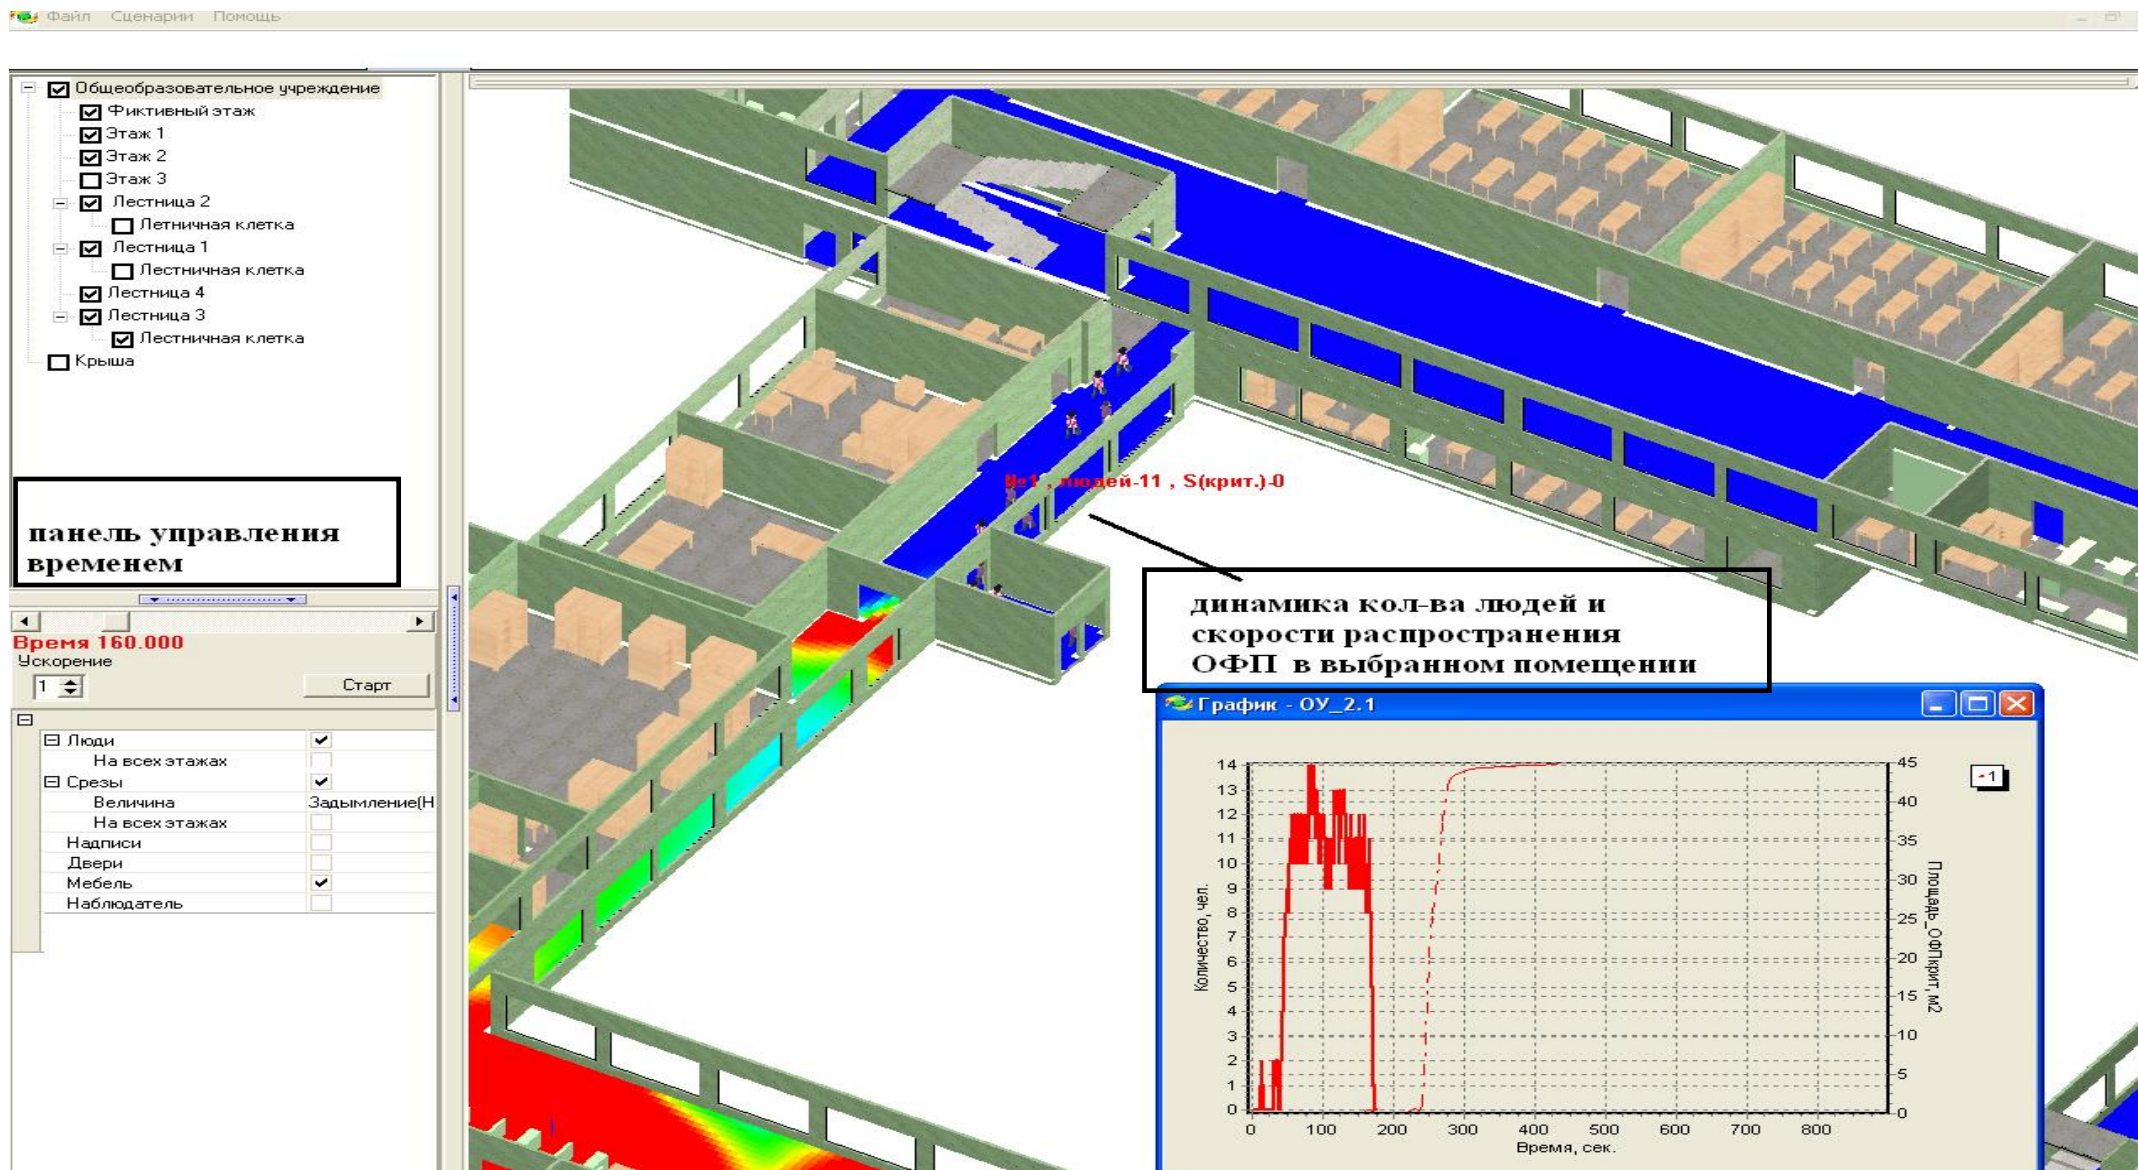 Файл Сценарии Помощь
Общеобразовательное учреждение
Фиктивный этаж
Этаж 1
Этаж 2
Этаж 3
Лестница 2
Летничная клетка
Лестница 1
Лестничная клетка
Лестница 4
Лестница 3
Лестничная клетка
Крыша
панель управления
временем
Время 160.000
Ускорение
1
Старт
Люди
На всех этажах
Срезы
Величина Задымление(Н
На всех этажах
Надписи
Двери
Мебель
Наблюдатель
№1 , людей-11 , S(крит.)-0
динамика кол-ва людей и
скорости распространения
ОФП в выбранном помещении
График - ОУ_2.1
Количество, чел.
14
13
12
11
10
9
8
7
6
5
4
3
2
1
0
45
40
35
30
25
20
15
10
5
0
Площадь_ОФПкрит, м2
1
0 100 200 300 400 500 600 700 800
Время, сек.